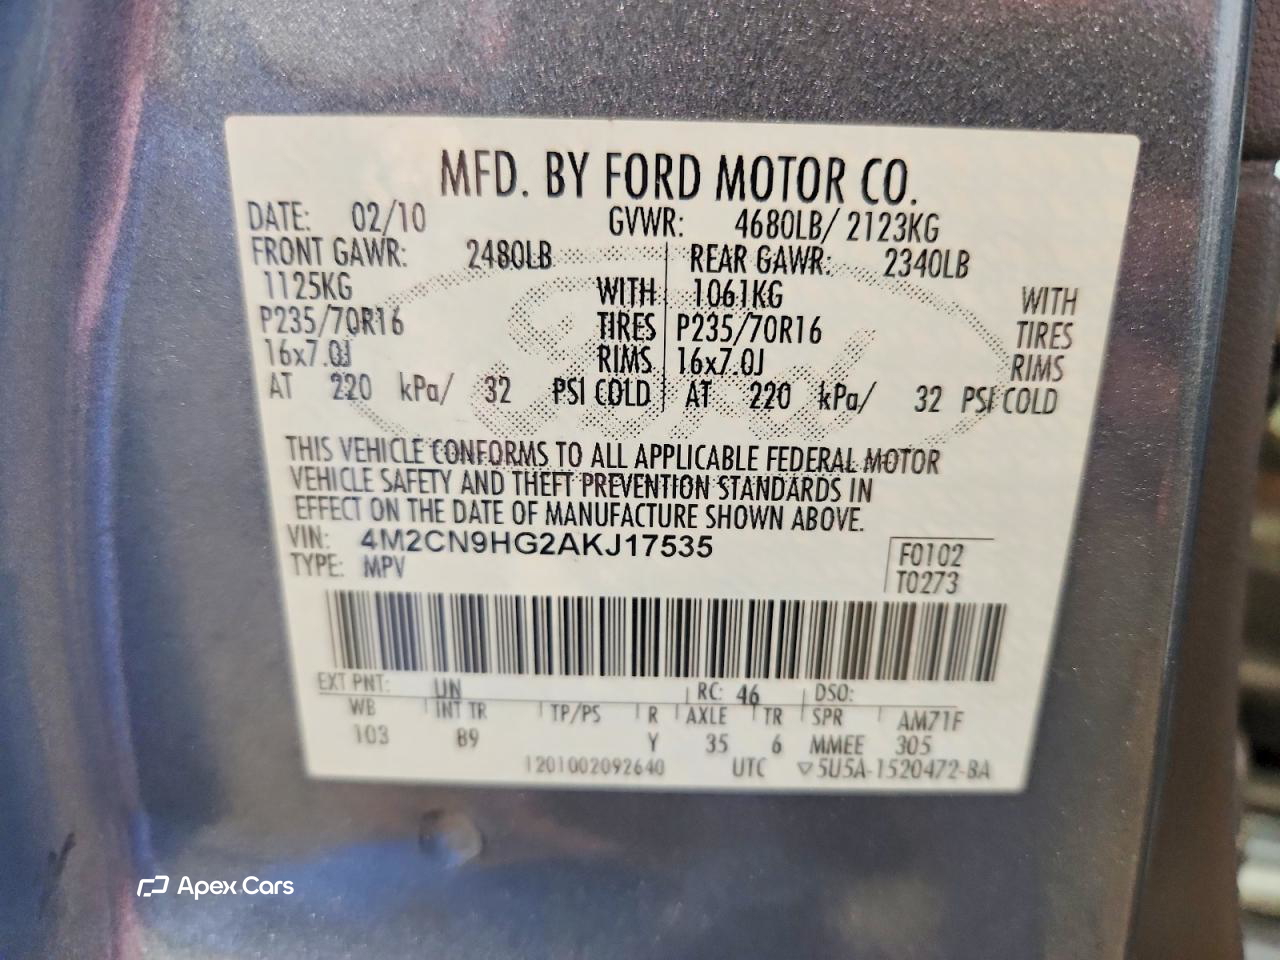 MFD. BY FORD MOTOR CO.
DATE: 02/10 GVWR: 4680LB/ 2123KG
FRONT GAWR: 2480LB REAR GAWR: 2340LB
1125KG WITH 1061KG WITH
P235/70R16 TIRES P235/70R16 TIRES
16x7.0J RIMS 16x7.0J RIMS
AT 220 kPa/ 32 PSI COLD AT 220 kPa/ 32 PSI COLD
Ford
THIS VEHICLE CONFORMS TO ALL APPLICABLE FEDERAL MOTOR
VEHICLE SAFETY AND THEFT PREVENTION STANDARDS IN
EFFECT ON THE DATE OF MANUFACTURE SHOWN ABOVE.
VIN: 4M2CN9HG2AKJ17535
TYPE: MPV
F0102
T0273
EXT PNT: UN RC: 46 DSO:
WB INT TR TP/PS R AXLE TR SPR AM71F
103 B9 Y 35 6 MMEE 305
1201002092640 UTC ▽5U5A-1520472-BA
Apex Cars